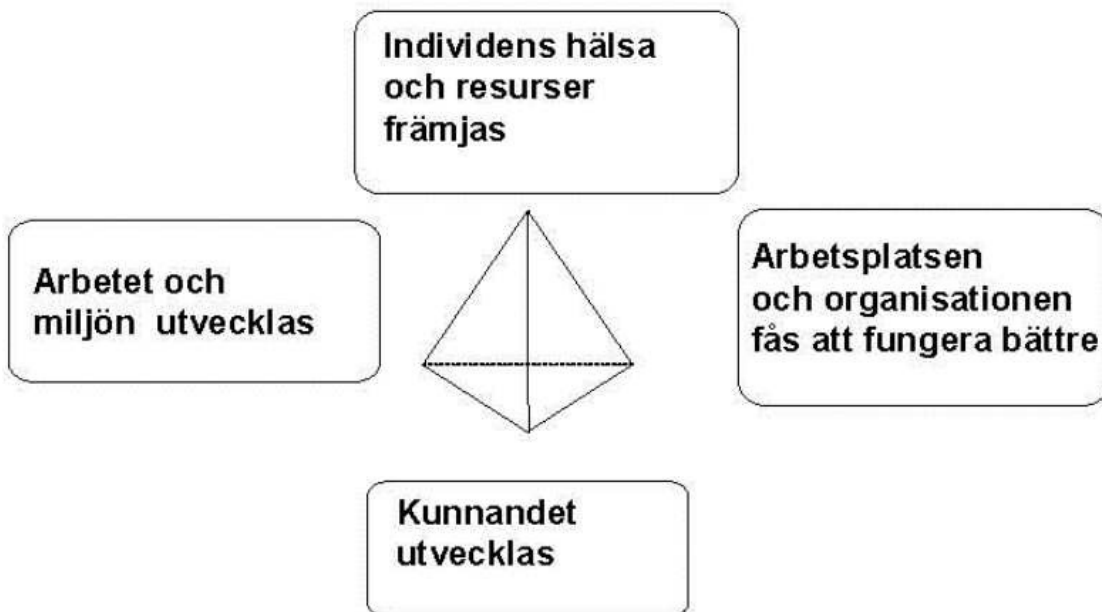 Individens hälsa
och resurser
främjas
Arbetet och
miljön utvecklas
Arbetsplatsen
och organisationen
fås att fungera bättre
Kunnandet
utvecklas